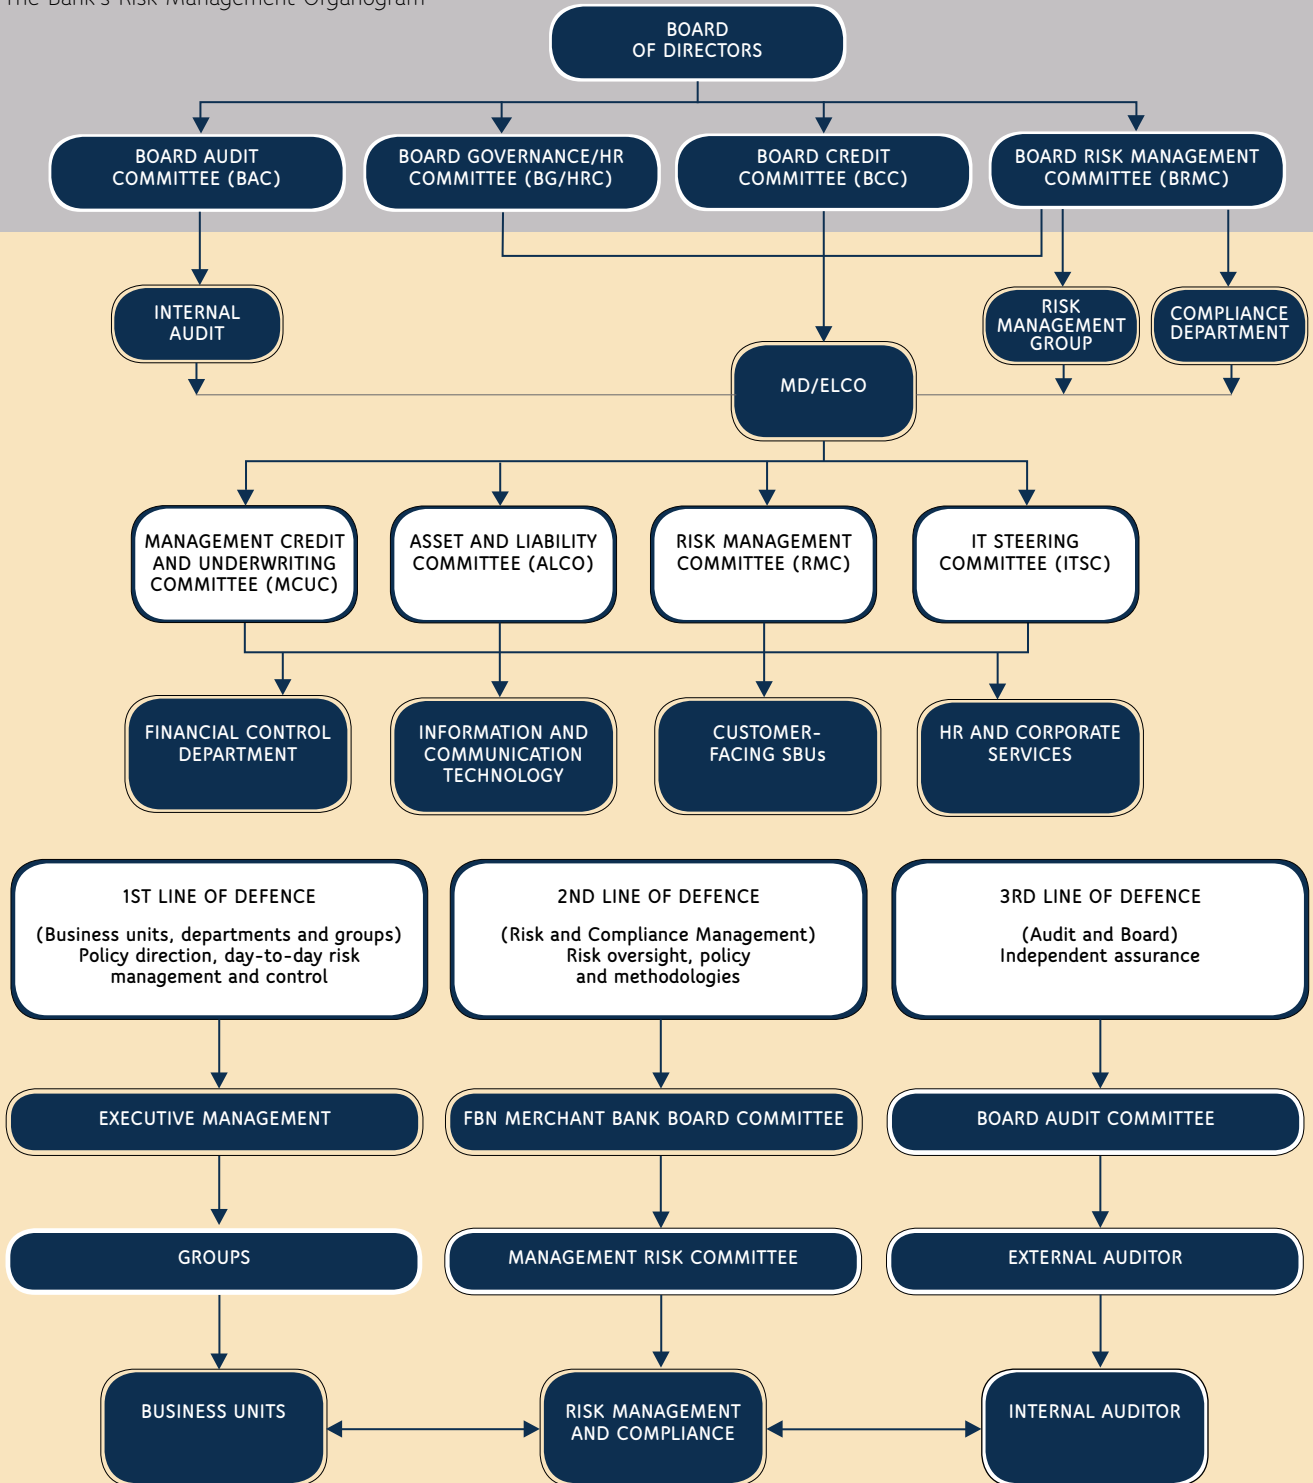 The Bank's Risk Management Organogram
BOARD
OF DIRECTORS
BOARD AUDIT
COMMITTEE (BAC)
BOARD GOVERNANCE/HR
COMMITTEE (BG/HRC)
BOARD CREDIT
COMMITTEE (BCC)
BOARD RISK MANAGEMENT
COMMITTEE (BRMC)
INTERNAL
AUDIT
RISK
MANAGEMENT
GROUP
COMPLIANCE
DEPARTMENT
MD/ELCO
MANAGEMENT CREDIT
AND UNDERWRITING
COMMITTEE (MCUC)
ASSET AND LIABILITY
COMMITTEE (ALCO)
RISK MANAGEMENT
COMMITTEE (RMC)
IT STEERING
COMMITTEE (ITSC)
FINANCIAL CONTROL
DEPARTMENT
INFORMATION AND
COMMUNICATION
TECHNOLOGY
CUSTOMER-
FACING SBUs
HR AND CORPORATE
SERVICES
1ST LINE OF DEFENCE
(Business units, departments and groups)
Policy direction, day-to-day risk
management and control
2ND LINE OF DEFENCE
(Risk and Compliance Management)
Risk oversight, policy
and methodologies
3RD LINE OF DEFENCE
(Audit and Board)
Independent assurance
EXECUTIVE MANAGEMENT
FBN MERCHANT BANK BOARD COMMITTEE
BOARD AUDIT COMMITTEE
GROUPS
MANAGEMENT RISK COMMITTEE
EXTERNAL AUDITOR
BUSINESS UNITS
RISK MANAGEMENT
AND COMPLIANCE
INTERNAL AUDITOR